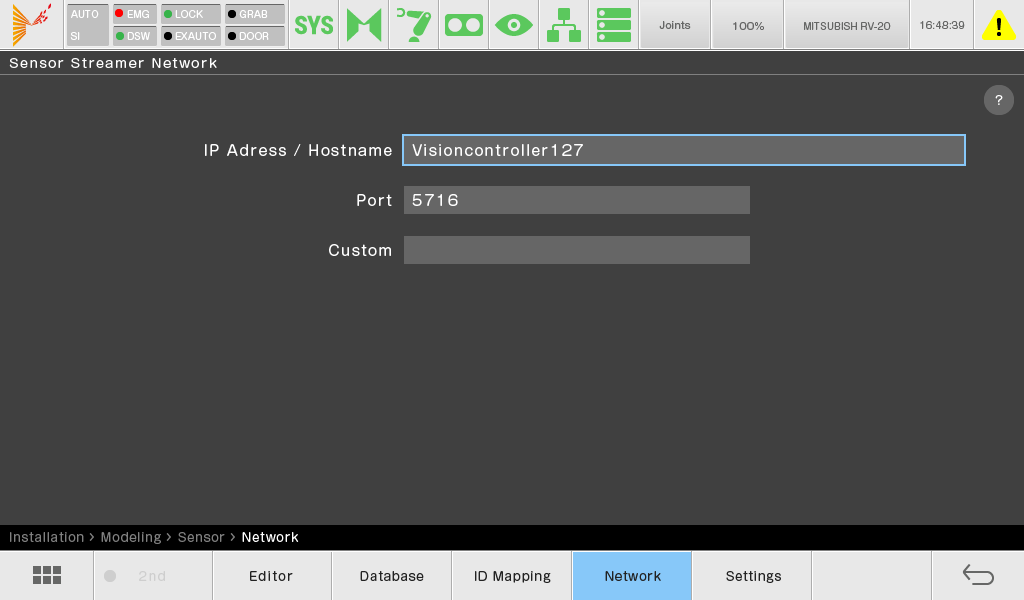 AUTO EMG LOCK GRAB
SI DSW EXAUTO DOOR
SYS
Joints
100%
MITSUBISH RV-20
16:48:39
!
Sensor Streamer Network
?
IP Adress / Hostname Visioncontroller127
Port 5716
Custom
Installation > Modeling > Sensor > Network
2nd
Editor
Database
ID Mapping
Network
Settings